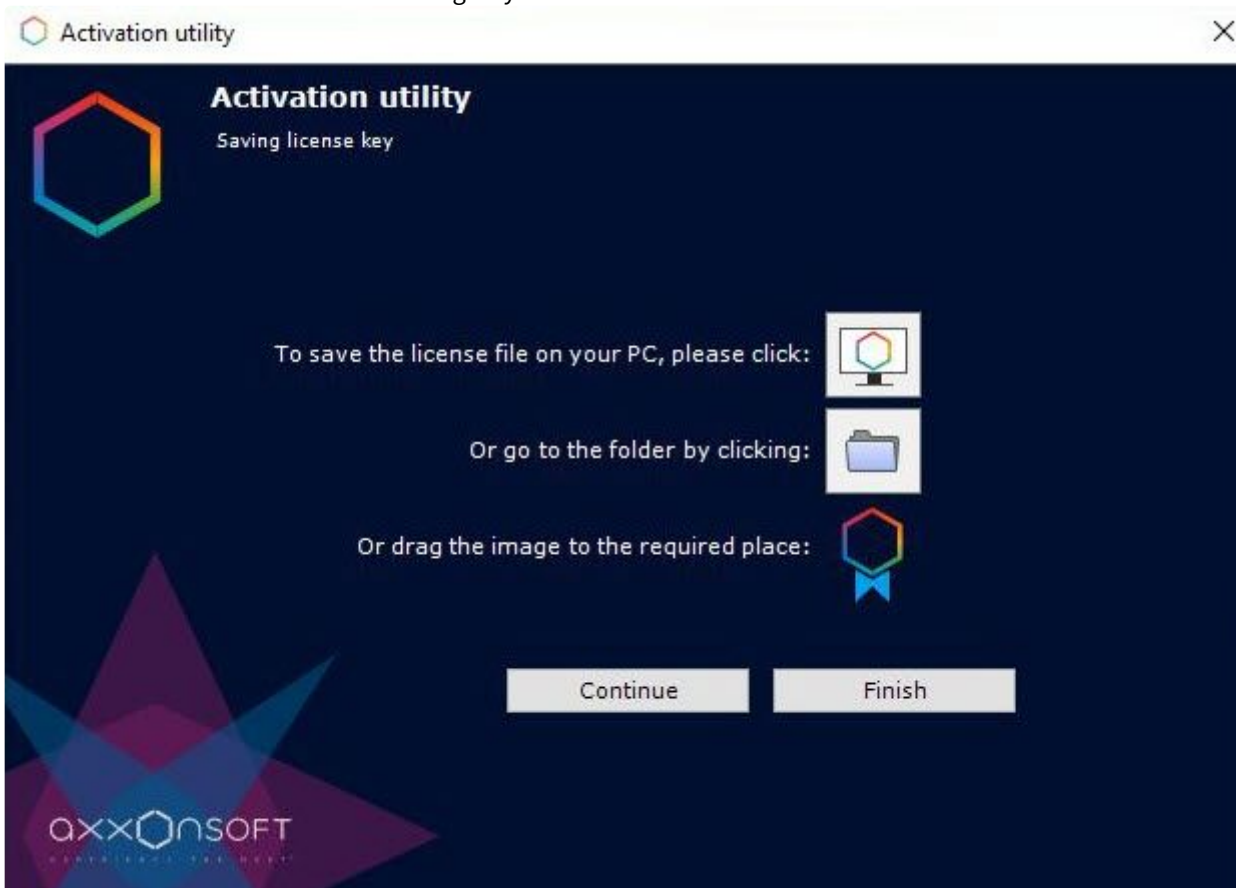 Activation utility
Activation utility
Saving license key
To save the license file on your PC, please click:
Or go to the folder by clicking:
Or drag the image to the required place:
Continue
Finish
axxonsoft